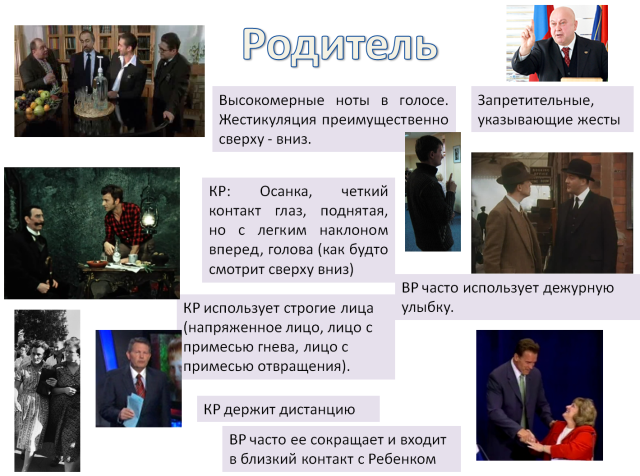 Родитель
Высокомерные ноты в голосе.
Жестикуляция преимущественно
сверху - вниз.
Запретительные,
указывающие жесты
КР: Осанка, четкий
контакт глаз, поднятая,
но с легким наклоном
вперед, голова (как будто
смотрит сверху вниз)
ВР часто использует дежурную
улыбку.
КР использует строгие лица
(напряженное лицо, лицо с
примесью гнева, лицо с
примесью отвращения).
КР держит дистанцию
ВР часто ее сокращает и входит
в близкий контакт с Ребенком